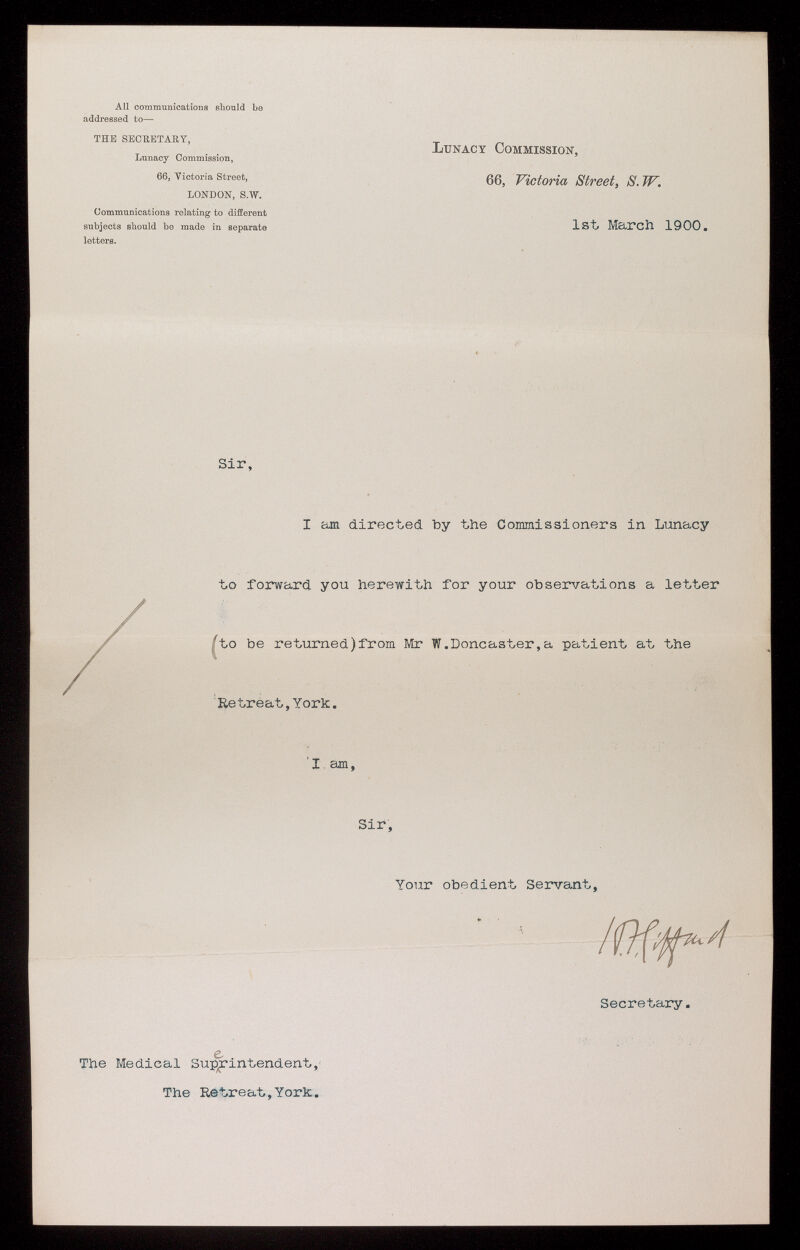 All communications should be
addressed to—
THE SECRETARY,
Lunacy Commission,
66, Victoria Street,
LONDON, S.W.
Communications relating to different
subjects should be made in separate
letters.
LUNACY COMMISSION,
66, Victoria Street, S.W.
1st March 1900.
Sir,
I am directed by the Commissioners in Lunacy
to forward you herewith for your observations a letter
(to be returned)from Mr W.Doncaster,a patient at the
Retreat,York.
I am,
Sir,
Your obedient Servant,
Secretary.
The Medical Superintendent,
The Retreat,York.